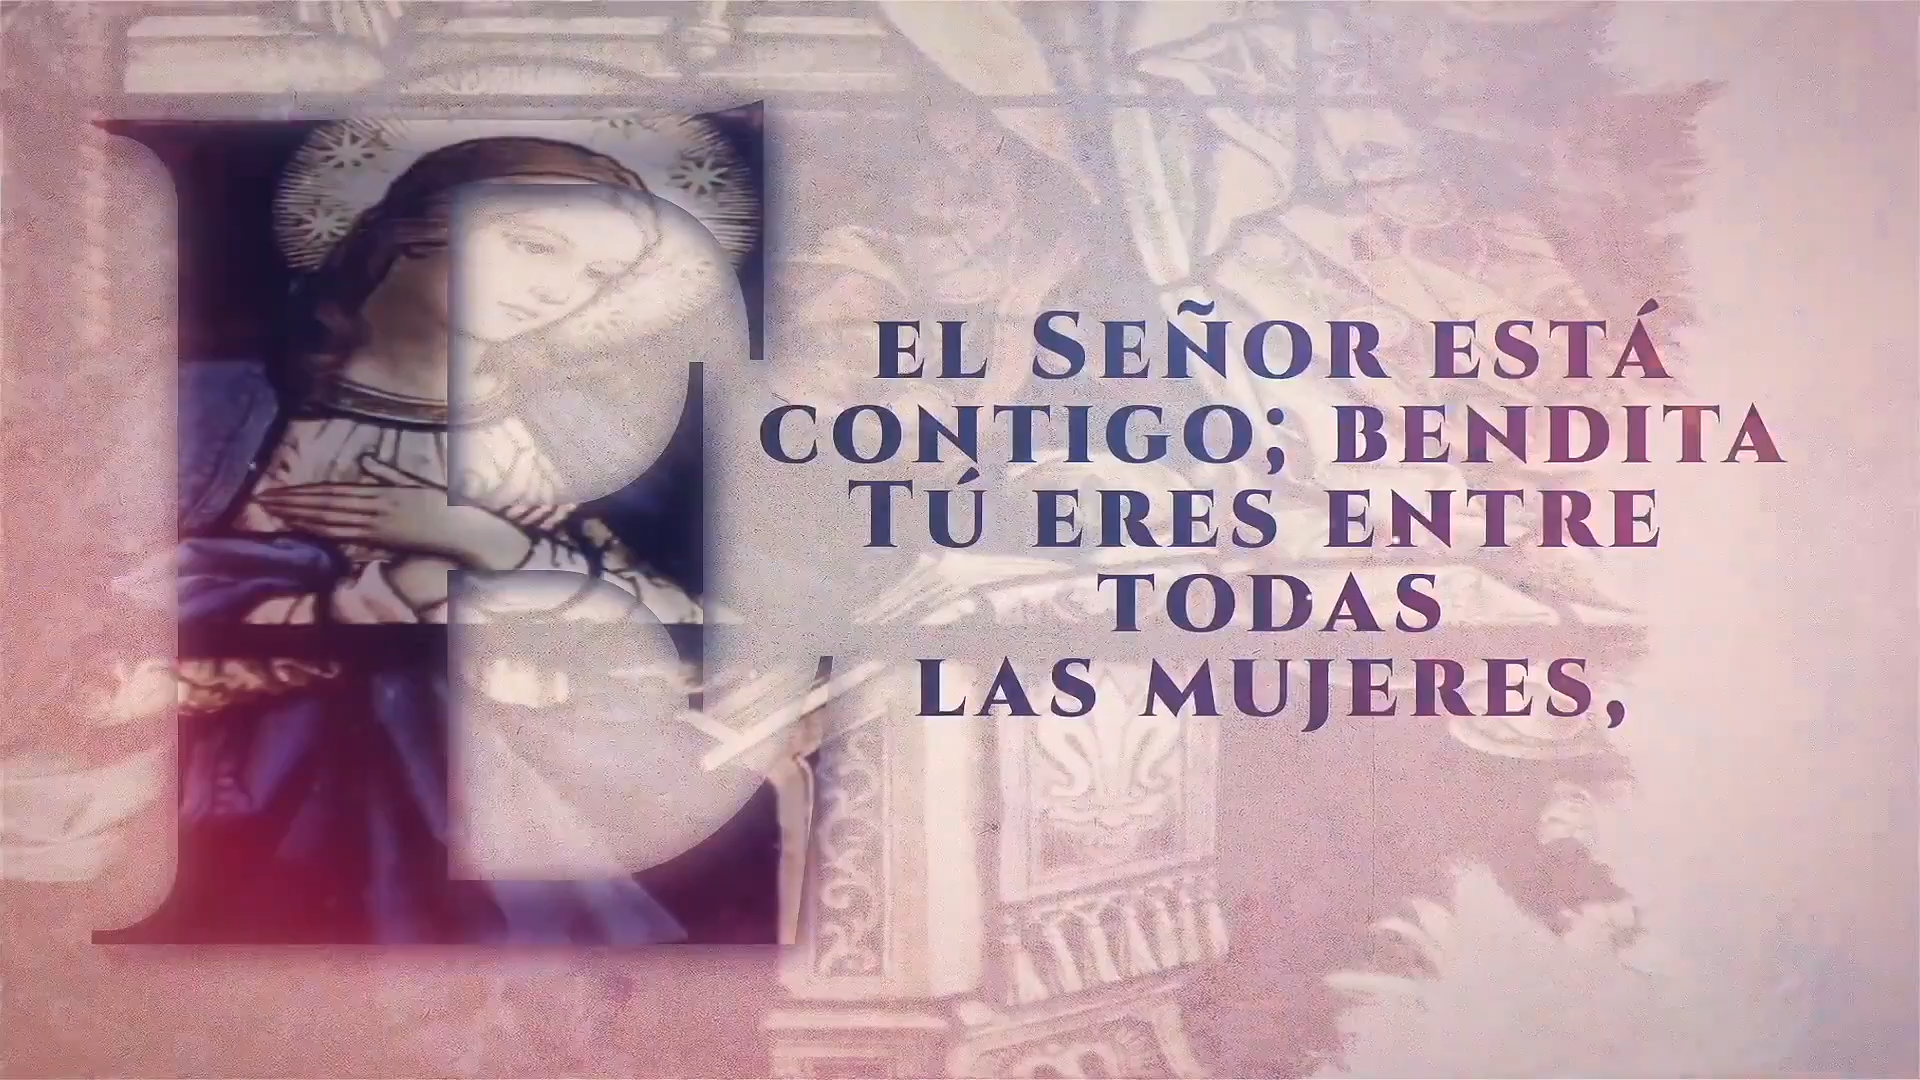 E
EL SEÑOR ESTÁ
CONTIGO; BENDITA
TÚ ERES ENTRE
TODAS
LAS MUJERES,